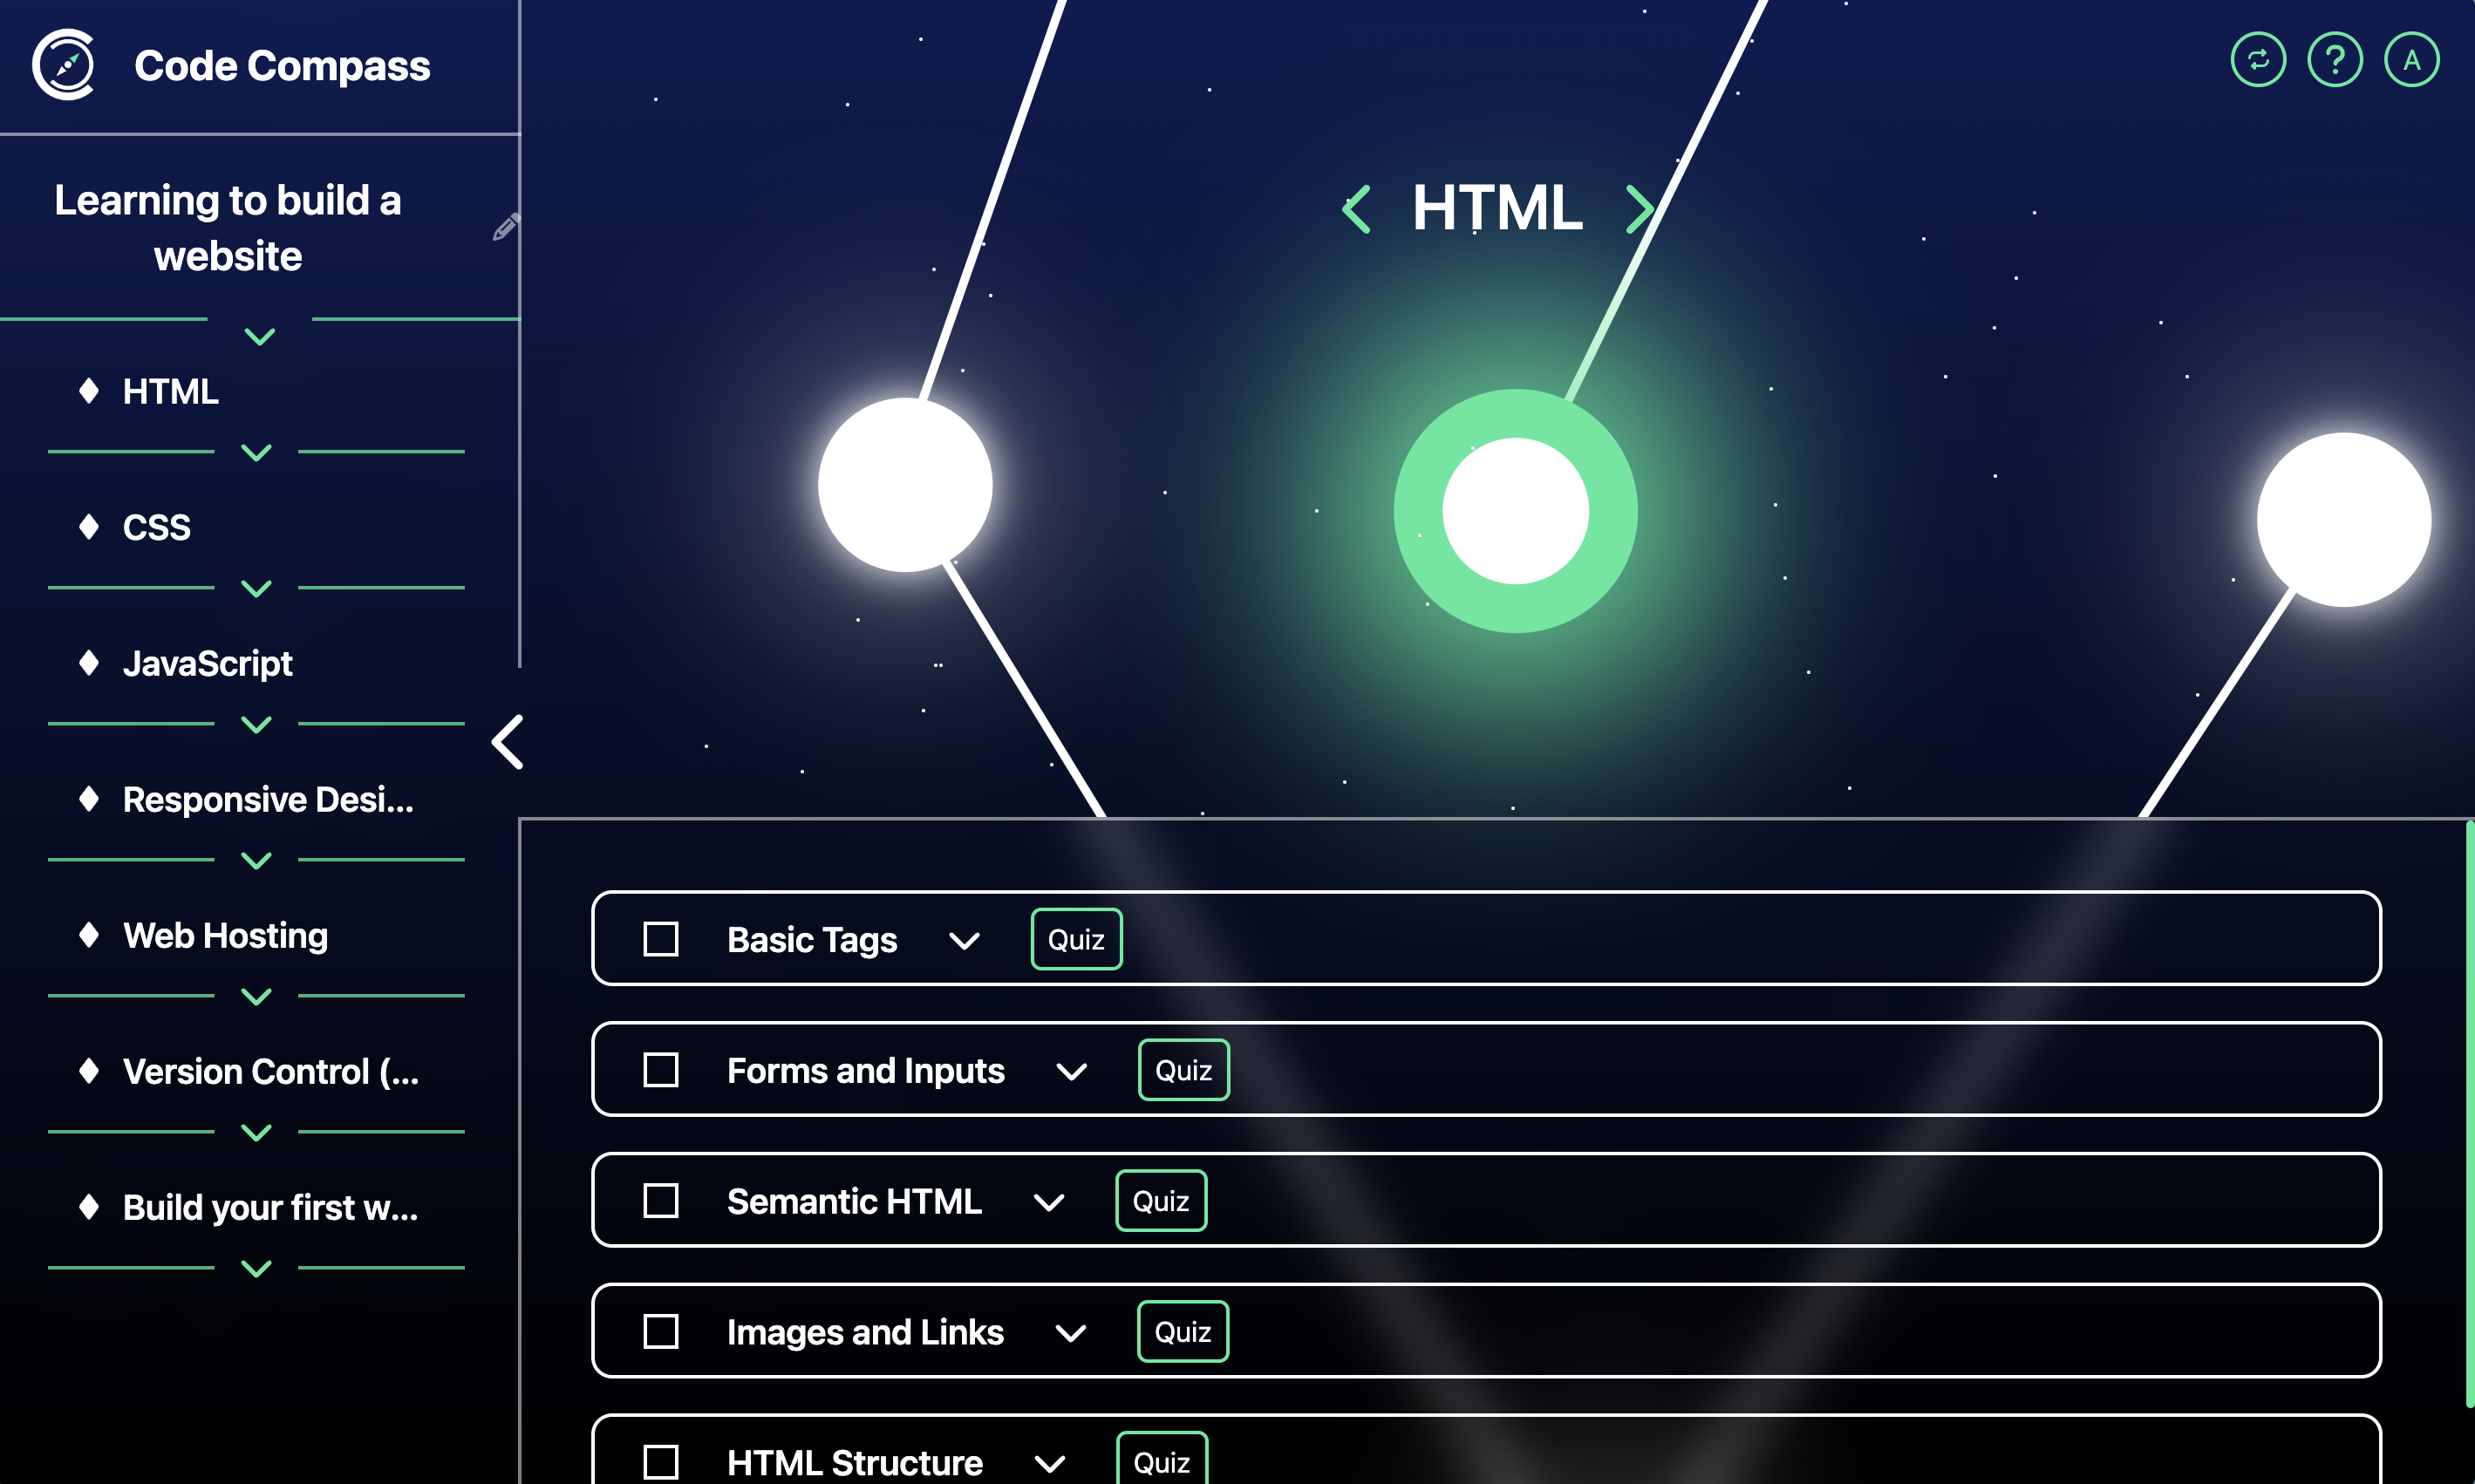 Code Compass
A
Learning to build a
website
HTML
CSS
JavaScript
Responsive Desi...
Web Hosting
Version Control (...
Build your first w...
HTML
Basic Tags Quiz
Forms and Inputs Quiz
Semantic HTML Quiz
Images and Links Quiz
HTML Structure Quiz